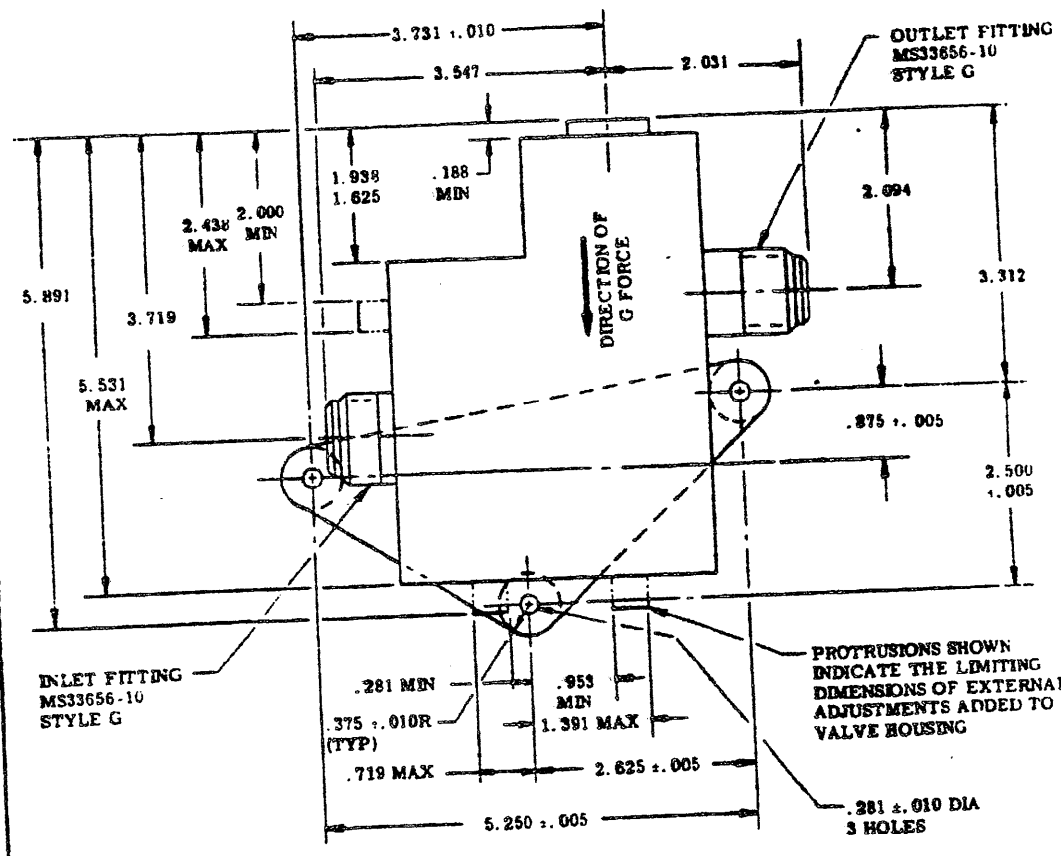 3.731 ±.010
OUTLET FITTING
MS33656-10
STYLE G
3.547
2.031
1.938
1.625
.188
MIN
2.094
2.438
MAX
2.000
MIN
DIRECTION OF
G FORCE
5.891
3.719
3.312
5.531
MAX
.875 ±.005
2.500
±.005
INLET FITTING
MS33656-10
STYLE G
.281 MIN
.953
MIN
PROTRUSIONS SHOWN
INDICATE THE LIMITING
DIMENSIONS OF EXTERNAL
ADJUSTMENTS ADDED TO
VALVE HOUSING
.375 ±.010R
(TYP)
1.391 MAX
.719 MAX
2.625 ±.005
5.250 ±.005
.281 ±.010 DIA
3 HOLES